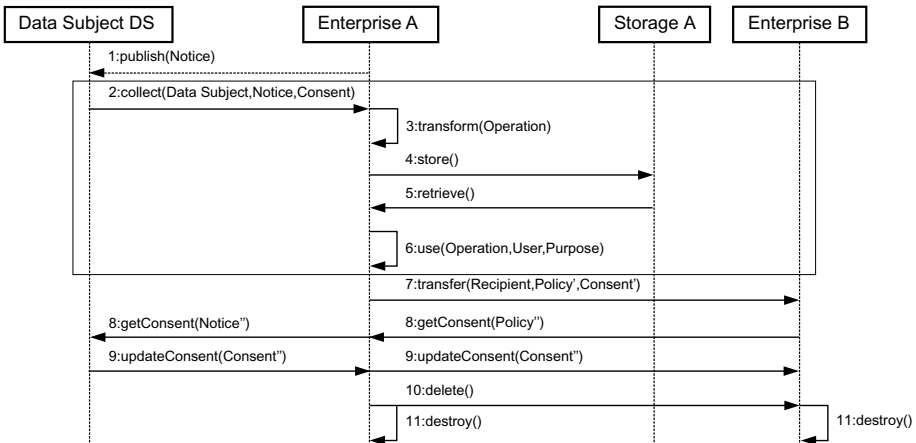 Data Subject DS
Enterprise A
Storage A
Enterprise B
1:publish(Notice)
2:collect(Data Subject,Notice,Consent)
3:transform(Operation)
4:store()
5:retrieve()
6:use(Operation,User,Purpose)
7:transfer(Recipient,Policy’,Consent’)
8:getConsent(Notice’’)
8:getConsent(Policy’’)
9:updateConsent(Consent’’)
9:updateConsent(Consent’’)
10:delete()
11:destroy()
11:destroy()